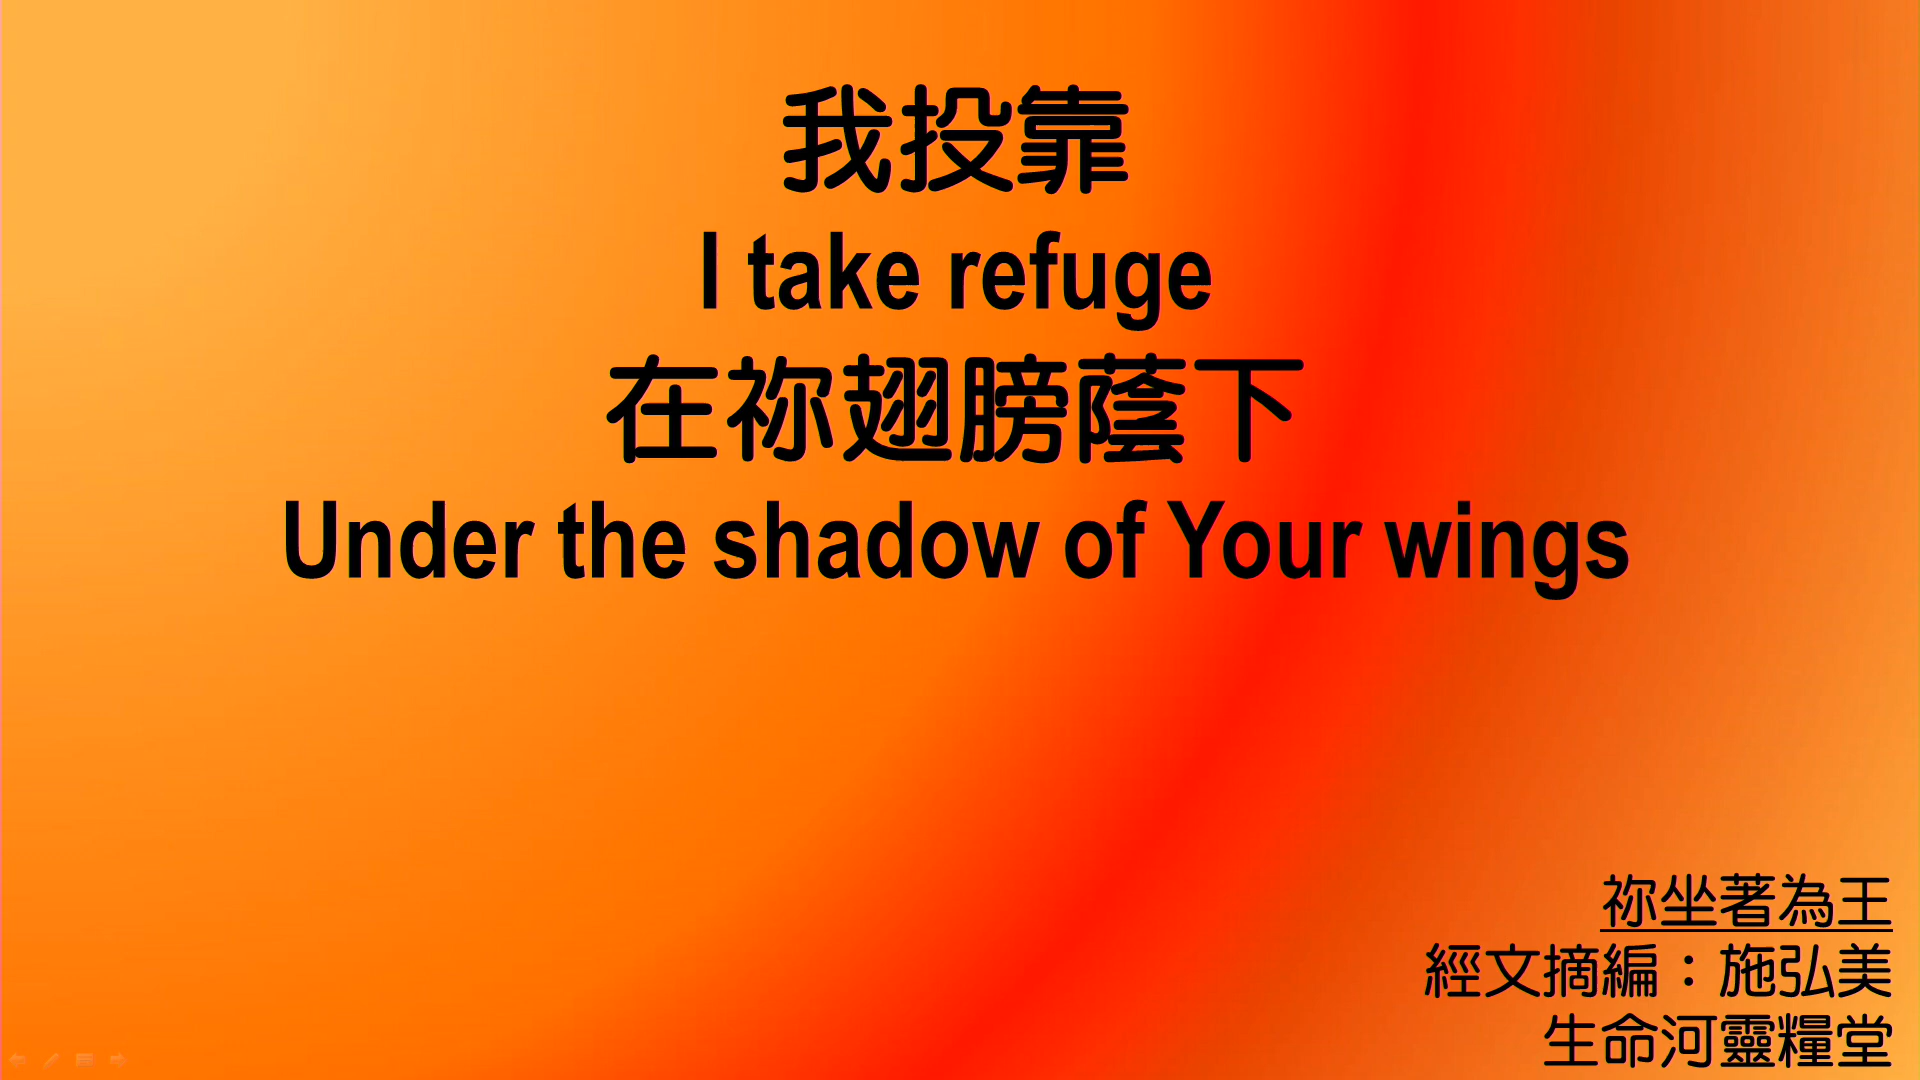 我投靠
I take refuge
在祢翅膀蔭下
Under the shadow of Your wings
祢坐著為王
經文摘編：施弘美
生命河靈糧堂